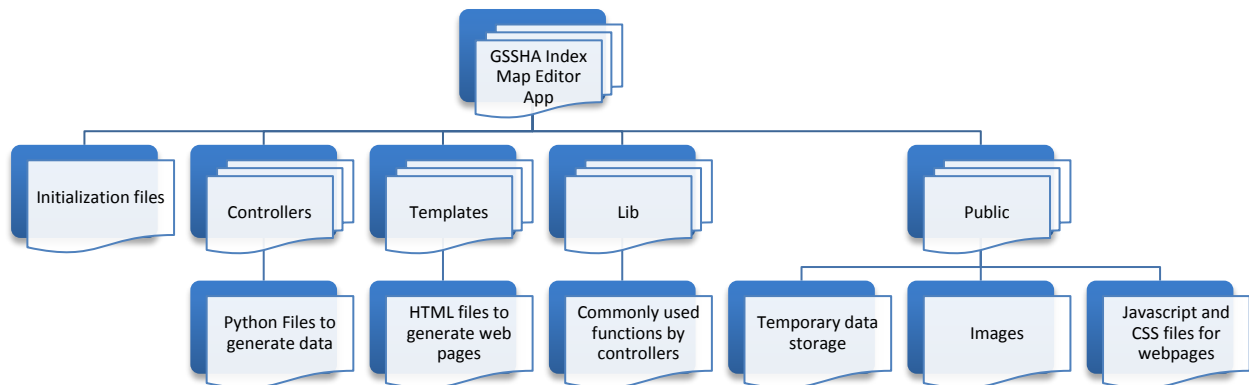 GSSHA Index
Map Editor
App
Initialization files
Controllers
Templates
Lib
Public
Python Files to
generate data
HTML files to
generate web
pages
Commonly used
functions by
controllers
Temporary data
storage
Images
Javascript and
CSS files for
webpages